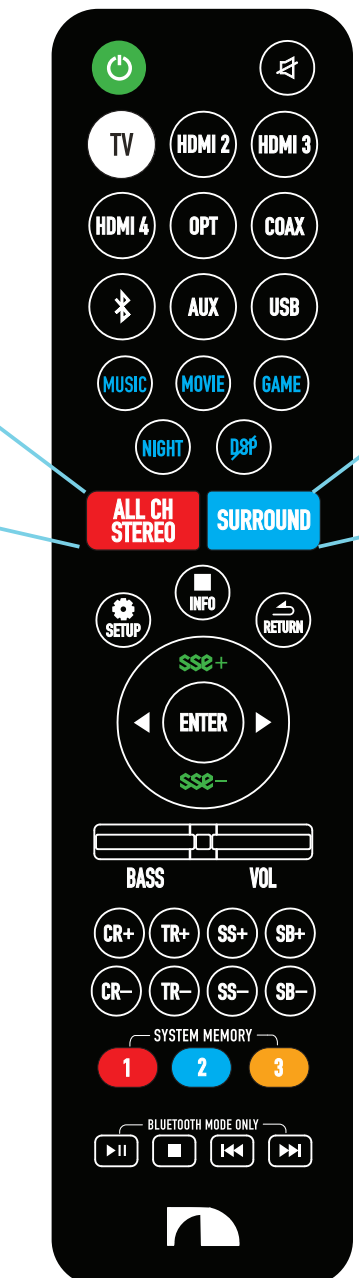 TV HDMI 2 HDMI 3
HDMI 4 OPT COAX
AUX USB
MUSIC MOVIE GAME
NIGHT DSP
ALL CH
STEREO
SURROUND
INFO
SETUP
RETURN
sse+
ENTER
sse-
BASS VOL
CR+ TR+ SS+ SB+
CR- TR- SS- SB-
SYSTEM MEMORY
1 2 3
BLUETOOTH MODE ONLY